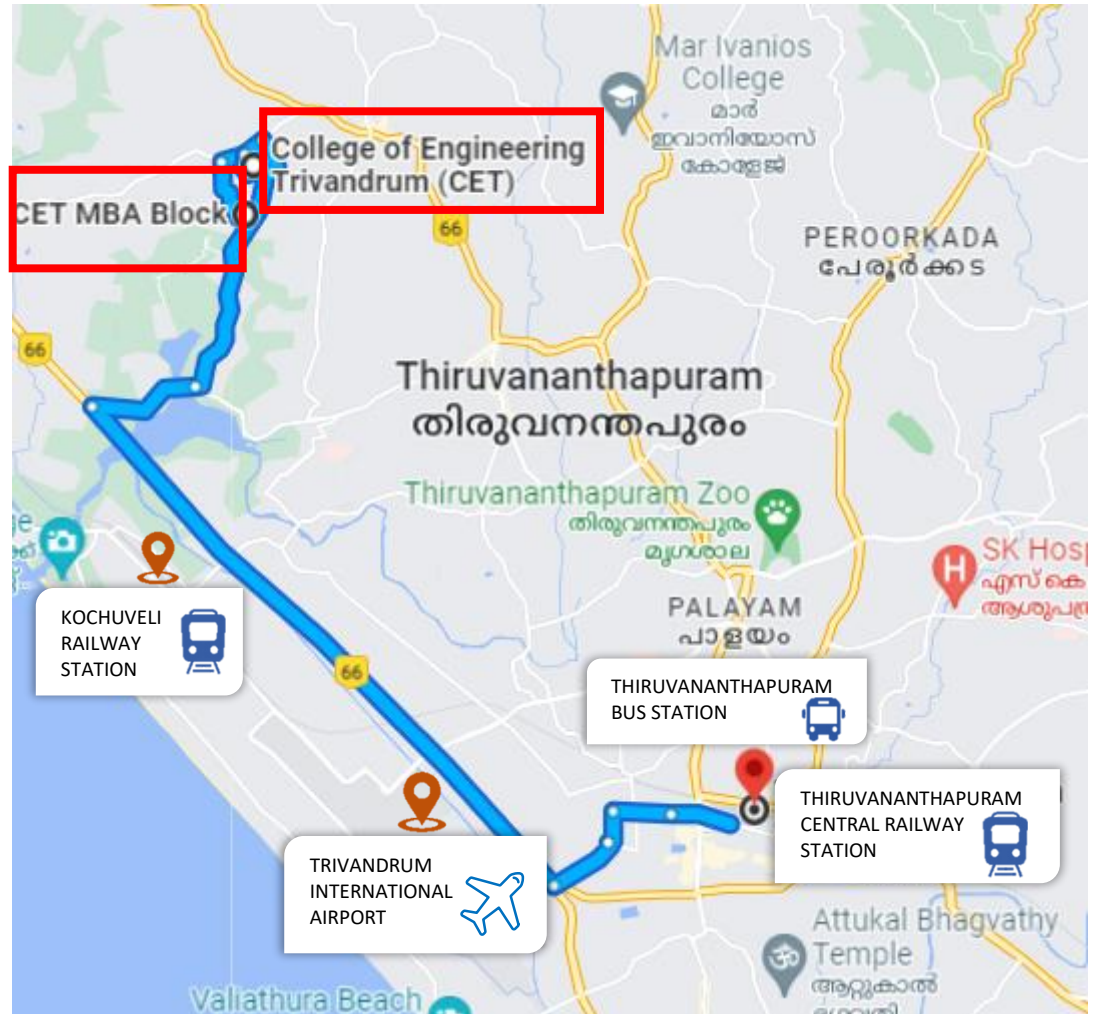 Mar Ivanios
College
മാർ
ഇവാനിയോസ്
കോളേജ്
College of Engineering
Trivandrum (CET)
CET MBA Block
66
PEROORKADA
പേരൂർക്കട
66
Thiruvananthapuram
തിരുവനന്തപുരം
Thiruvananthapuram Zoo
തിരുവനന്തപുരം
മൃഗശാല
SK Hosp
എസ് കെ
H
KOCHUVELI
RAILWAY
STATION
PALAYAM
പാളയം
66
THIRUVANANTHAPURAM
BUS STATION
THIRUVANANTHAPURAM
CENTRAL RAILWAY
STATION
TRIVANDRUM
INTERNATIONAL
AIRPORT
Attukal Bhagvathy
Temple
ആറ്റുകാൽ
Valiathura Beach